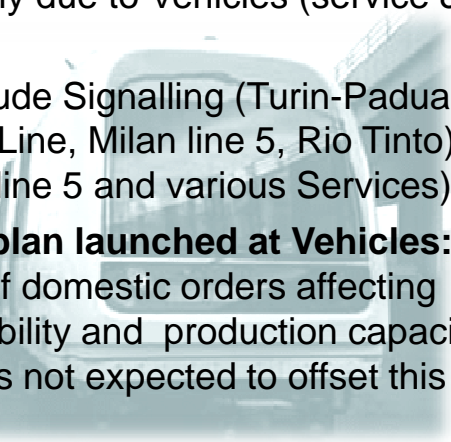 due to Vehicles (service
ude Signalling (Turin-Padua
Line, Milan line 5, Rio Tinto)
ine 5 and various Services)
plan launched at Vehicles:
f domestic orders affecting
bility and production capaci
s not expected to offset this